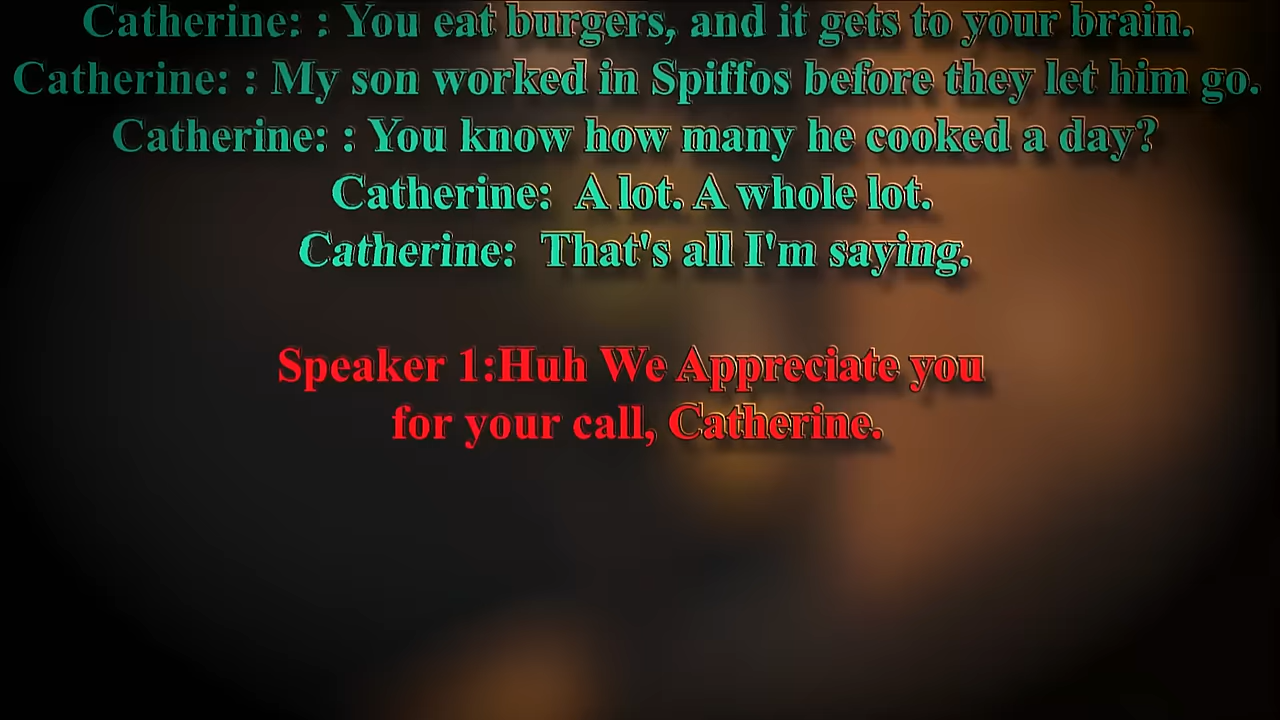 Catherine: : You eat burgers, and it gets to your brain.
Catherine: : My son worked in Spiffos before they let him go.
Catherine: : You know how many he cooked a day?
Catherine:  A lot. A whole lot.
Catherine:  That's all I'm saying.
Speaker 1:Huh We Appreciate you
for your call, Catherine.